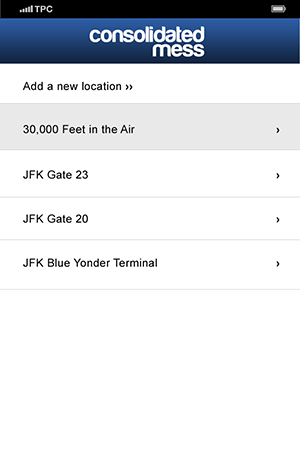 TPC
consolidated
mess
Add a new location ››
30,000 Feet in the Air ›
JFK Gate 23 ›
JFK Gate 20 ›
JFK Blue Yonder Terminal ›